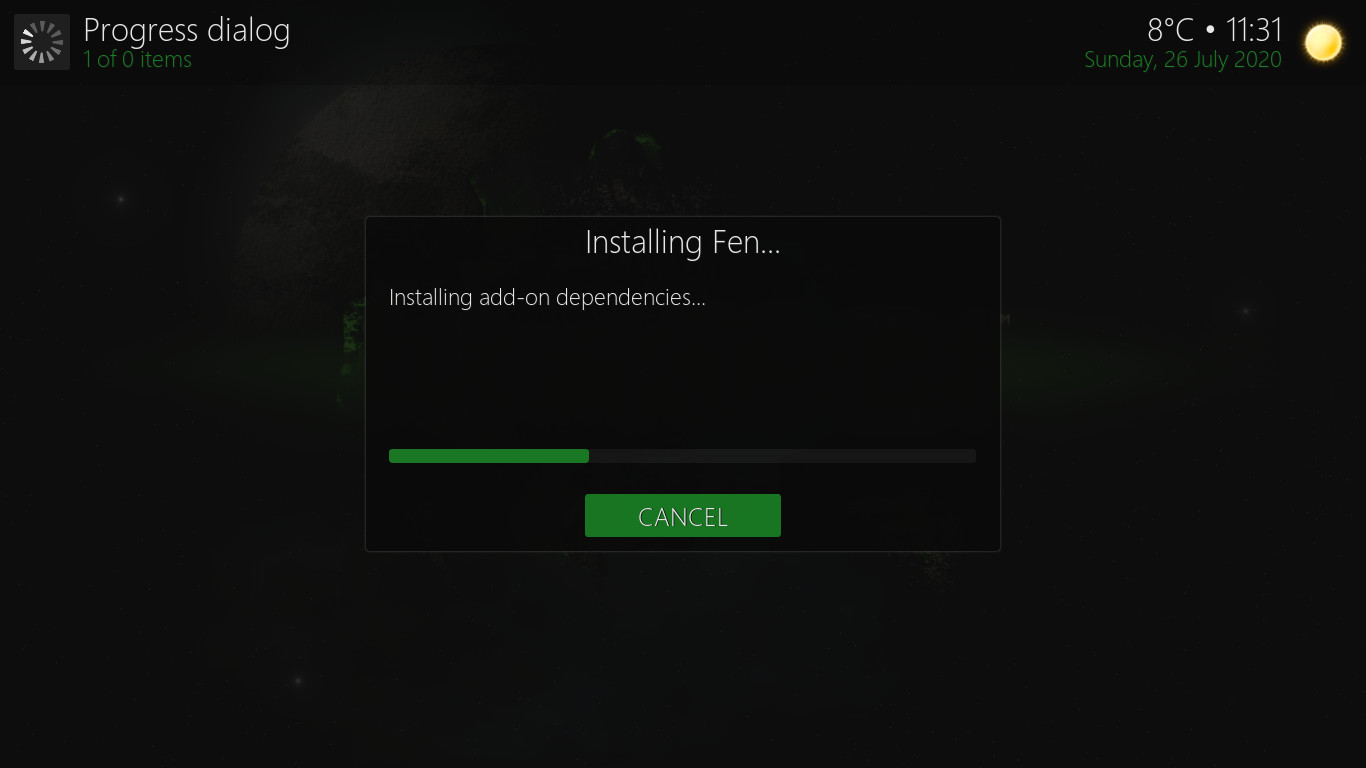 Progress dialog
1 of 0 items
8°C • 11:31
Sunday, 26 July 2020
Installing Fen...
Installing add-on dependencies...
CANCEL